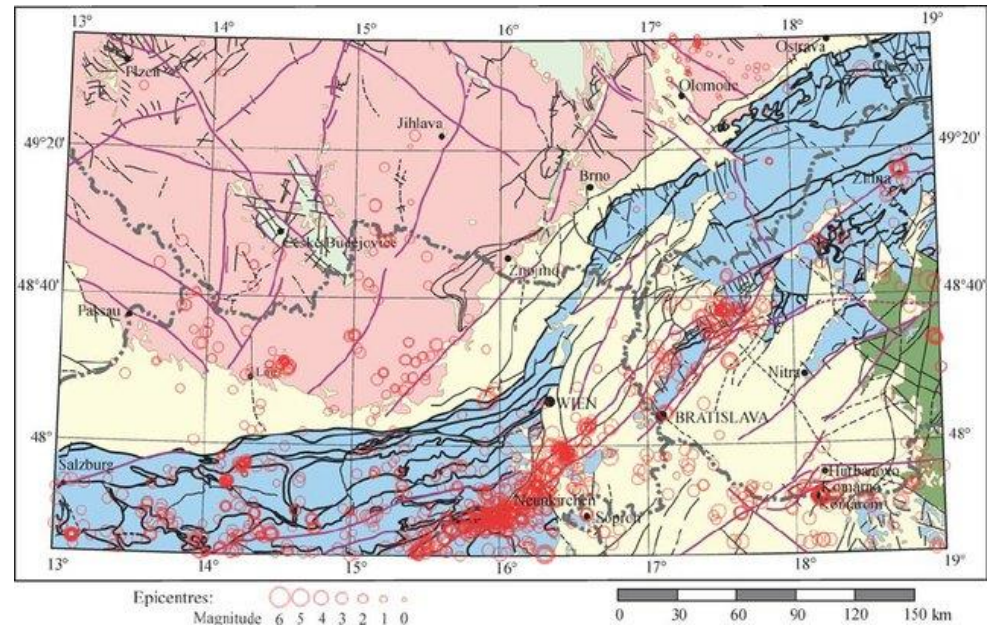 13° 14° 15° 16° 17° 18° 19°
Ostrava
Plzeň
Olomouc
Jihlava
49°20' 49°20'
Brno
Žilina
České Budějovice
Znojmo
48°40' 48°40'
Passau
Nitra
WIEN
BRATISLAVA
48° 48°
Salzburg
Hurbanovo
Komárno
Neunkirchen
Komárom
Sopron
13° 14° 15° 16° 17° 18° 19°
Epicentres:
Magnitude 6 5 4 3 2 1 0
0 30 60 90 120 150 km